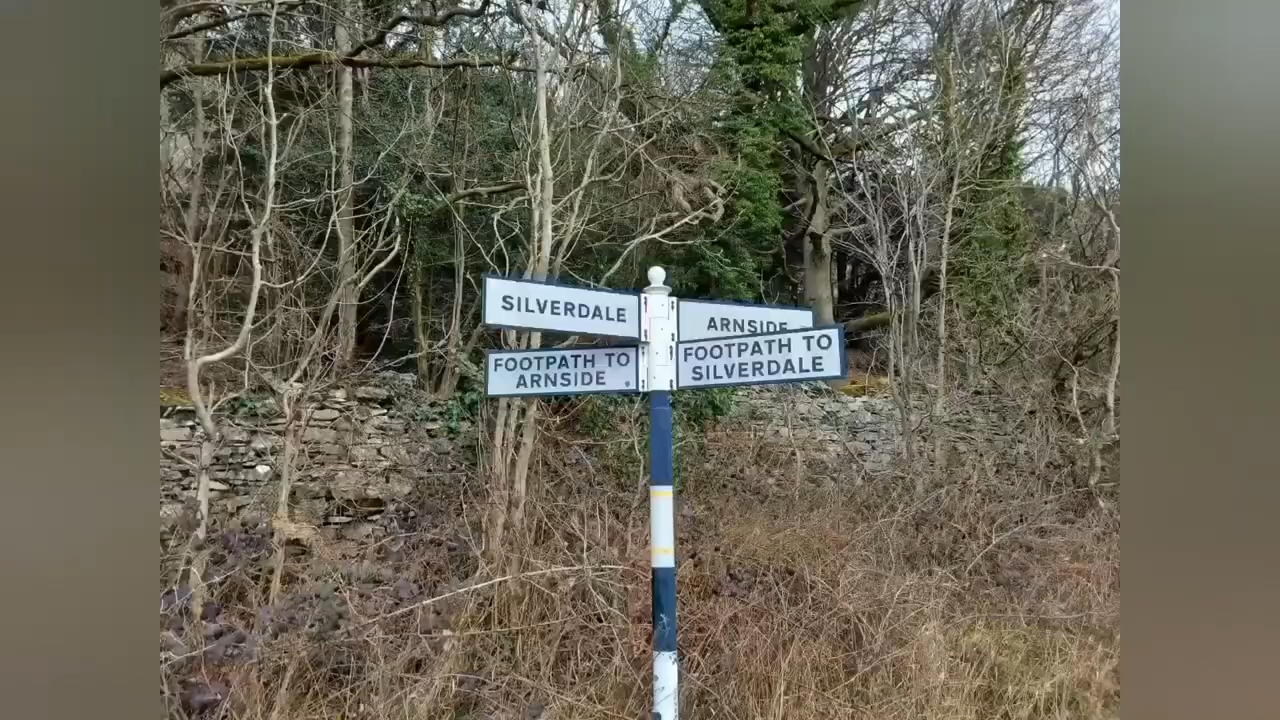 SILVERDALE
FOOTPATH TO
ARNSIDE
ARNSIDE
FOOTPATH TO
SILVERDALE